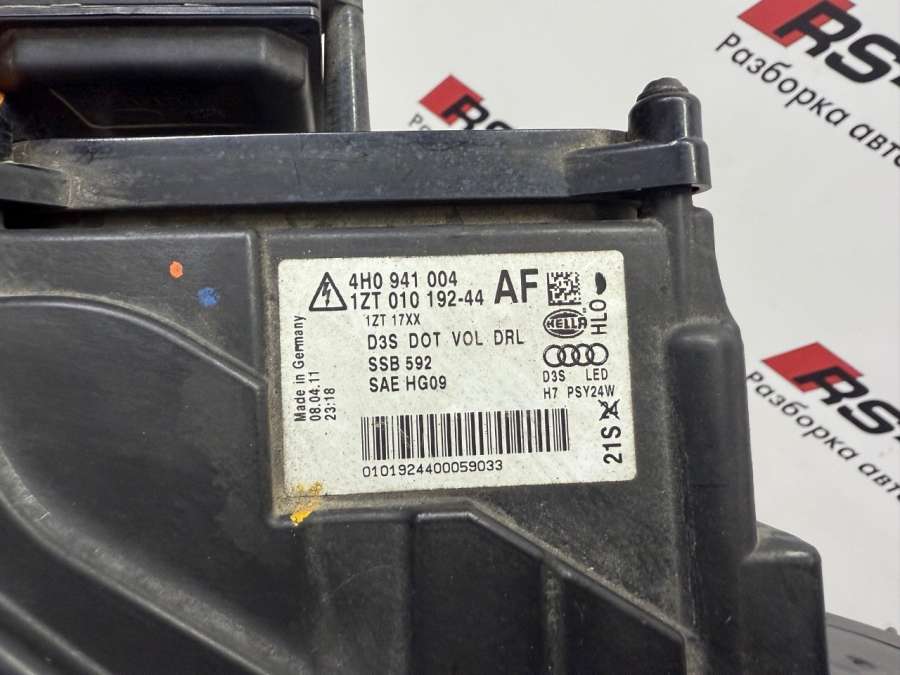 4H0 941 004 AF
1ZT 010 192-44
1ZT 17XX
D3S DOT VOL DRL
SSB 592
SAE HG09
HELLA
HLO
D3S LED
H7 PSY24W
21S
Made in Germany
08.04.11
23:18
0101924400059033
RS
Разборка авто
Разборка авто